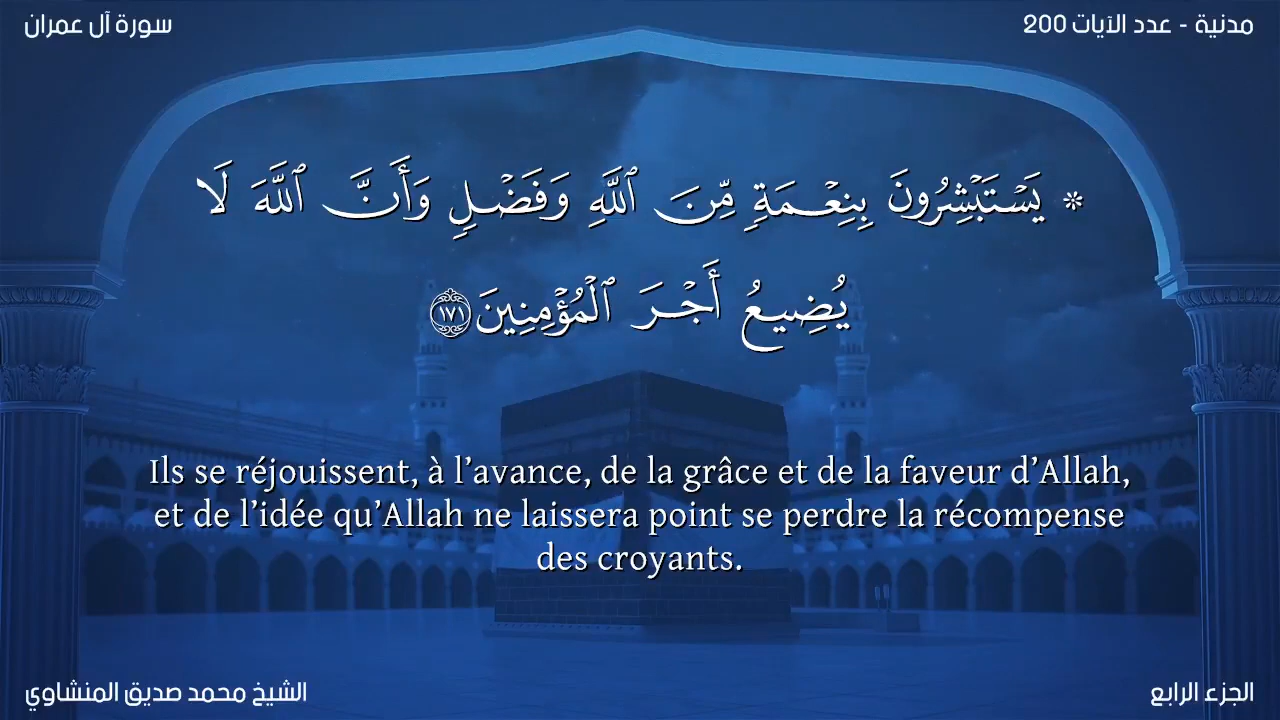 سورة آل عمران
مدنية - عدد الآيات 200
* يَسْتَبْشِرُونَ بِنِعْمَةٍ مِّنَ ٱللَّهِ وَفَضْلٍ وَأَنَّ ٱللَّهَ لَا
يُضِيعُ أَجْرَ ٱلْمُؤْمِنِينَ ١٧١
Ils se réjouissent, à l’avance, de la grâce et de la faveur d’Allah,
et de l’idée qu’Allah ne laissera point se perdre la récompense
des croyants.
الشيخ محمد صديق المنشاوي
الجزء الرابع